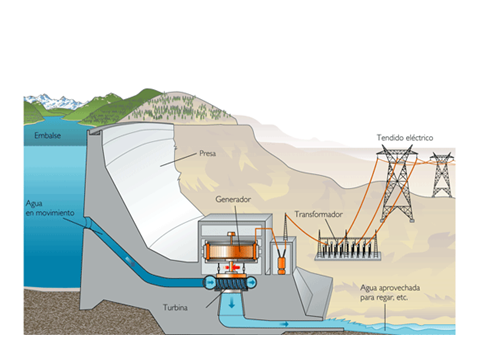 Embalse
Presa
Tendido eléctrico
Agua
en movimiento
Generador
Transformador
Turbina
Agua aprovechada
para regar, etc.